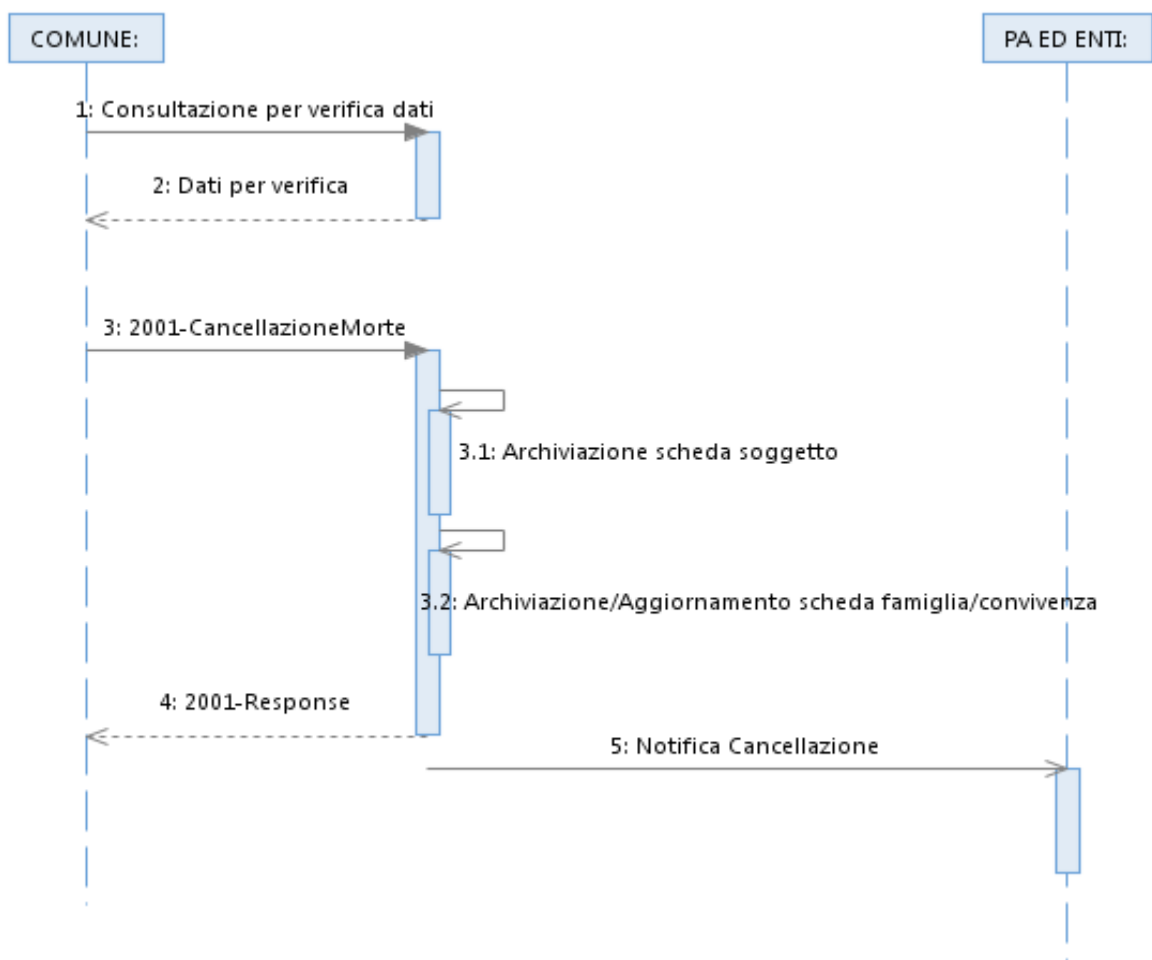 COMUNE:
PA ED ENTI:
1: Consultazione per verifica dati
2: Dati per verifica
3: 2001-CancellazioneMorte
3.1: Archiviazione scheda soggetto
3.2: Archiviazione/Aggiornamento scheda famiglia/convivenza
4: 2001-Response
5: Notifica Cancellazione